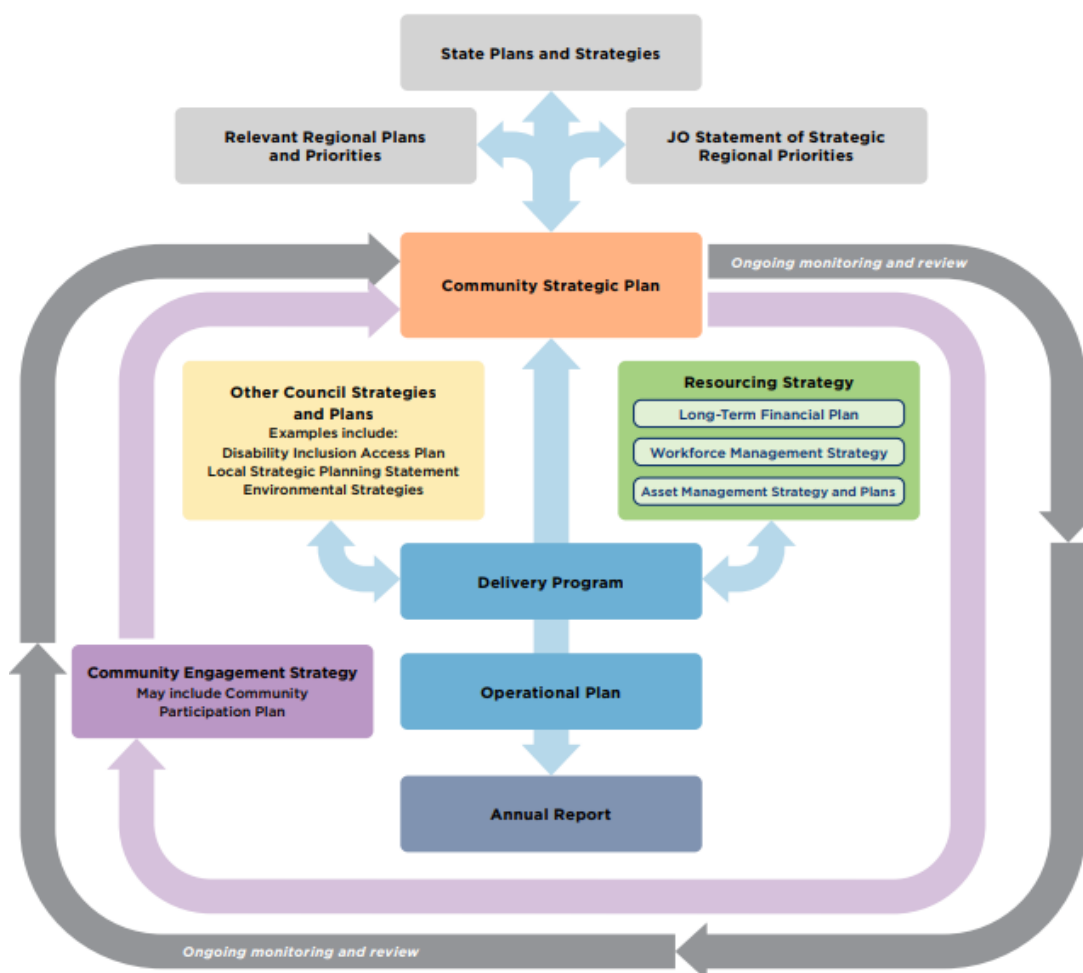 State Plans and Strategies
Relevant Regional Plans
and Priorities
JO Statement of Strategic
Regional Priorities
Community Strategic Plan
Ongoing monitoring and review
Other Council Strategies
and Plans
Examples include:
Disability Inclusion Access Plan
Local Strategic Planning Statement
Environmental Strategies
Resourcing Strategy
Long-Term Financial Plan
Workforce Management Strategy
Asset Management Strategy and Plans
Delivery Program
Community Engagement Strategy
May include Community
Participation Plan
Operational Plan
Annual Report
Ongoing monitoring and review